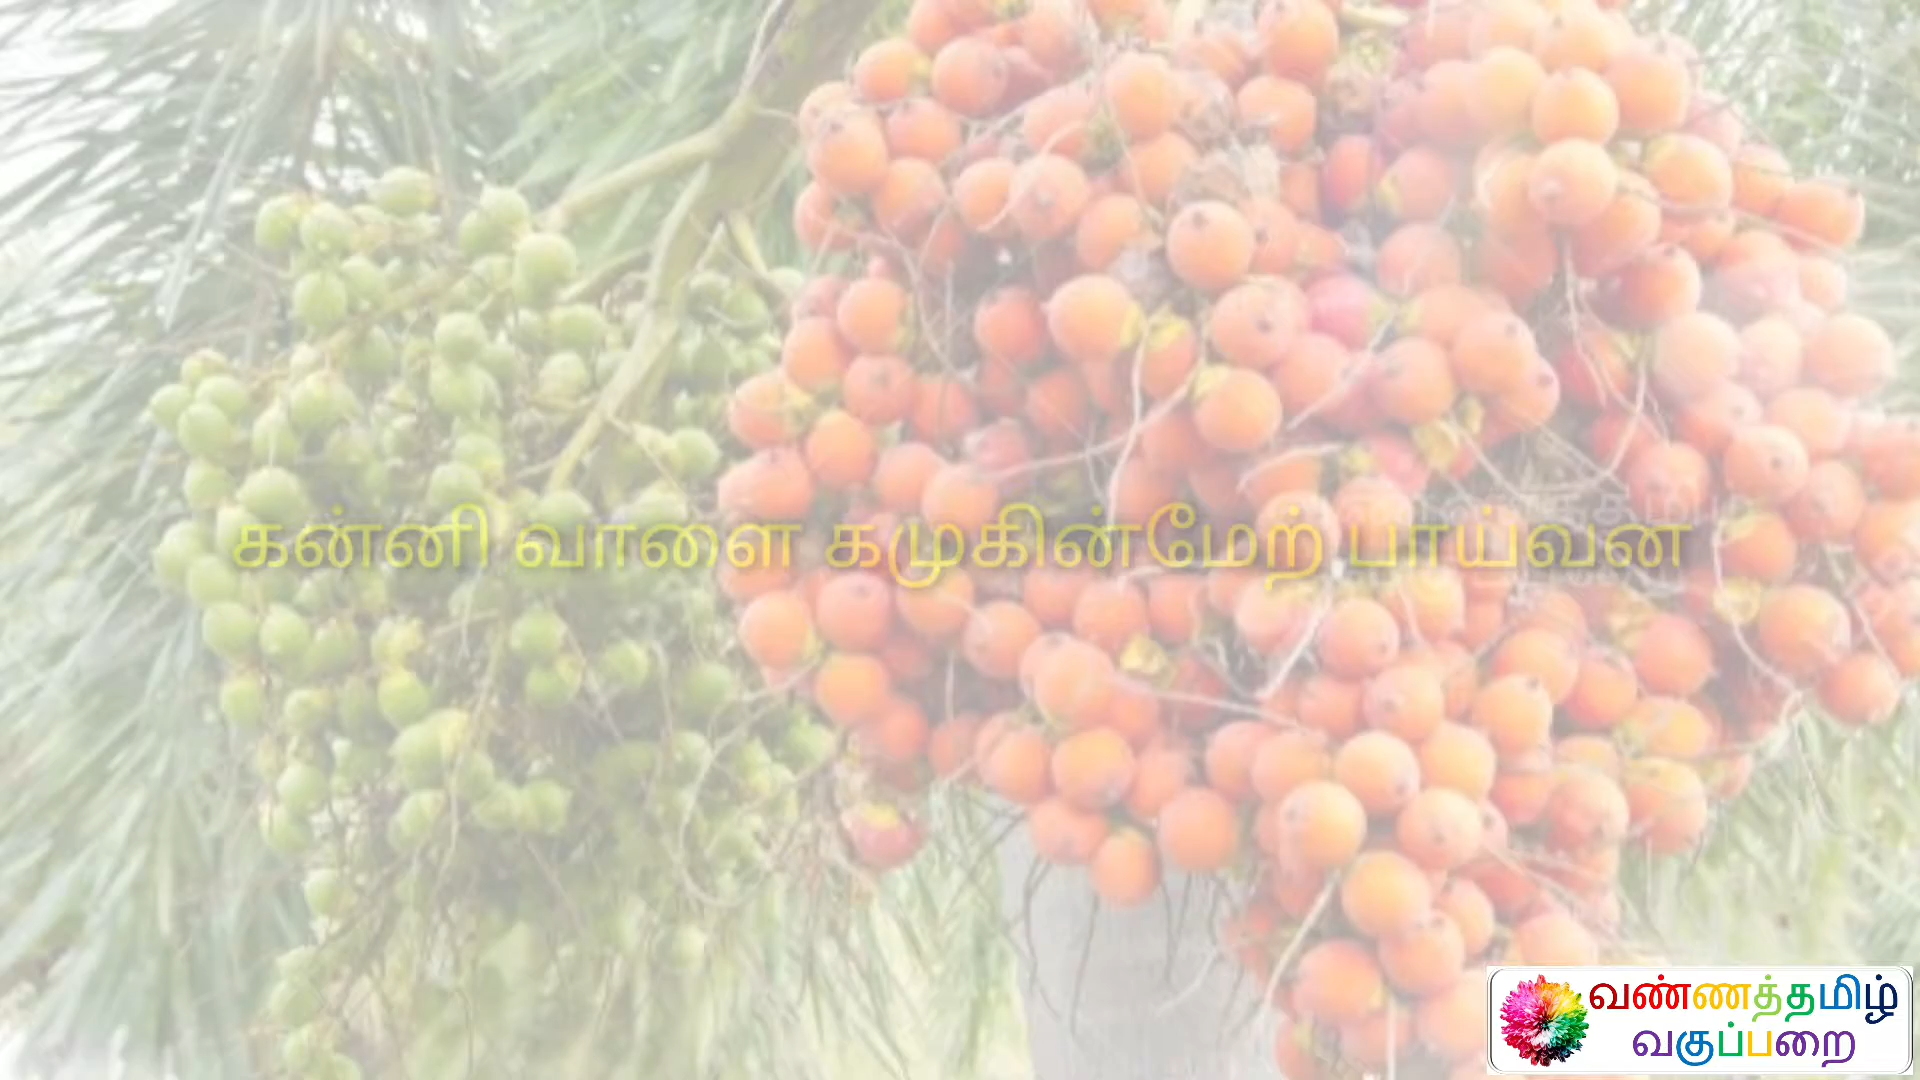 கன்னி வாளை கமுகின்மேற் பாய்வன
வண்ணத்தமிழ்
வகுப்பறை